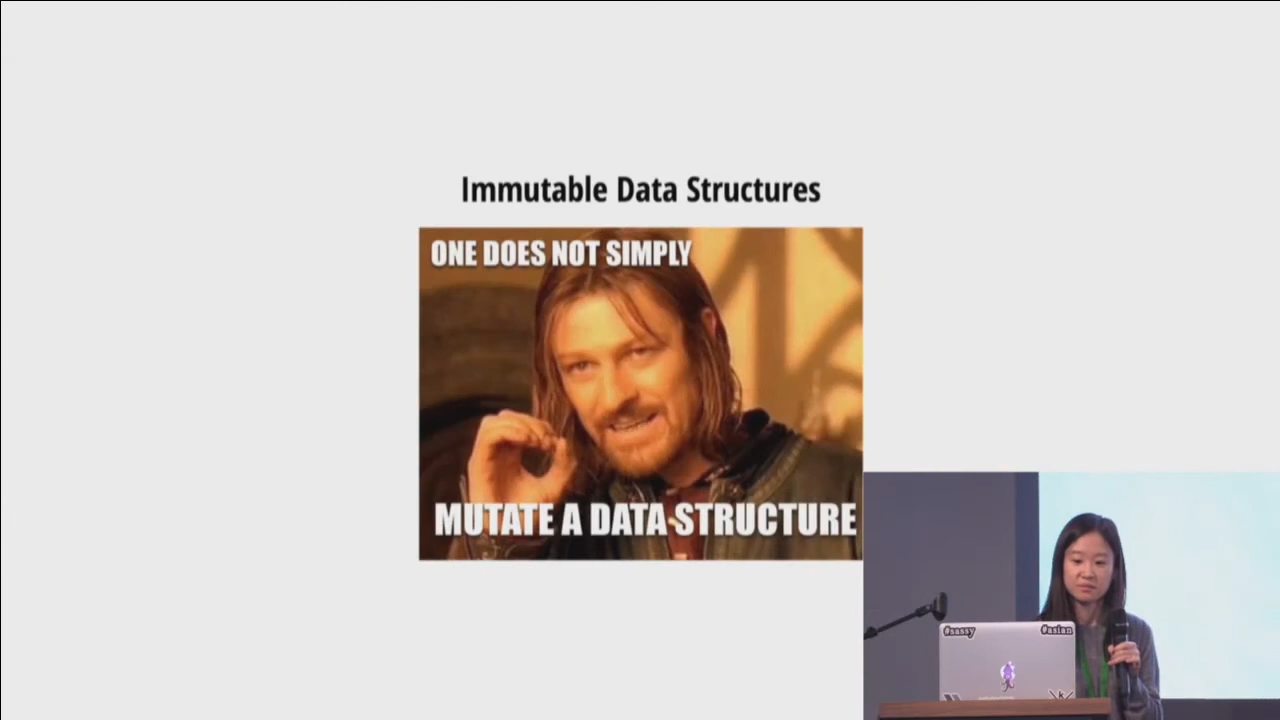 Immutable Data Structures
ONE DOES NOT SIMPLY
MUTATE A DATA STRUCTURE
#sassy
#asian